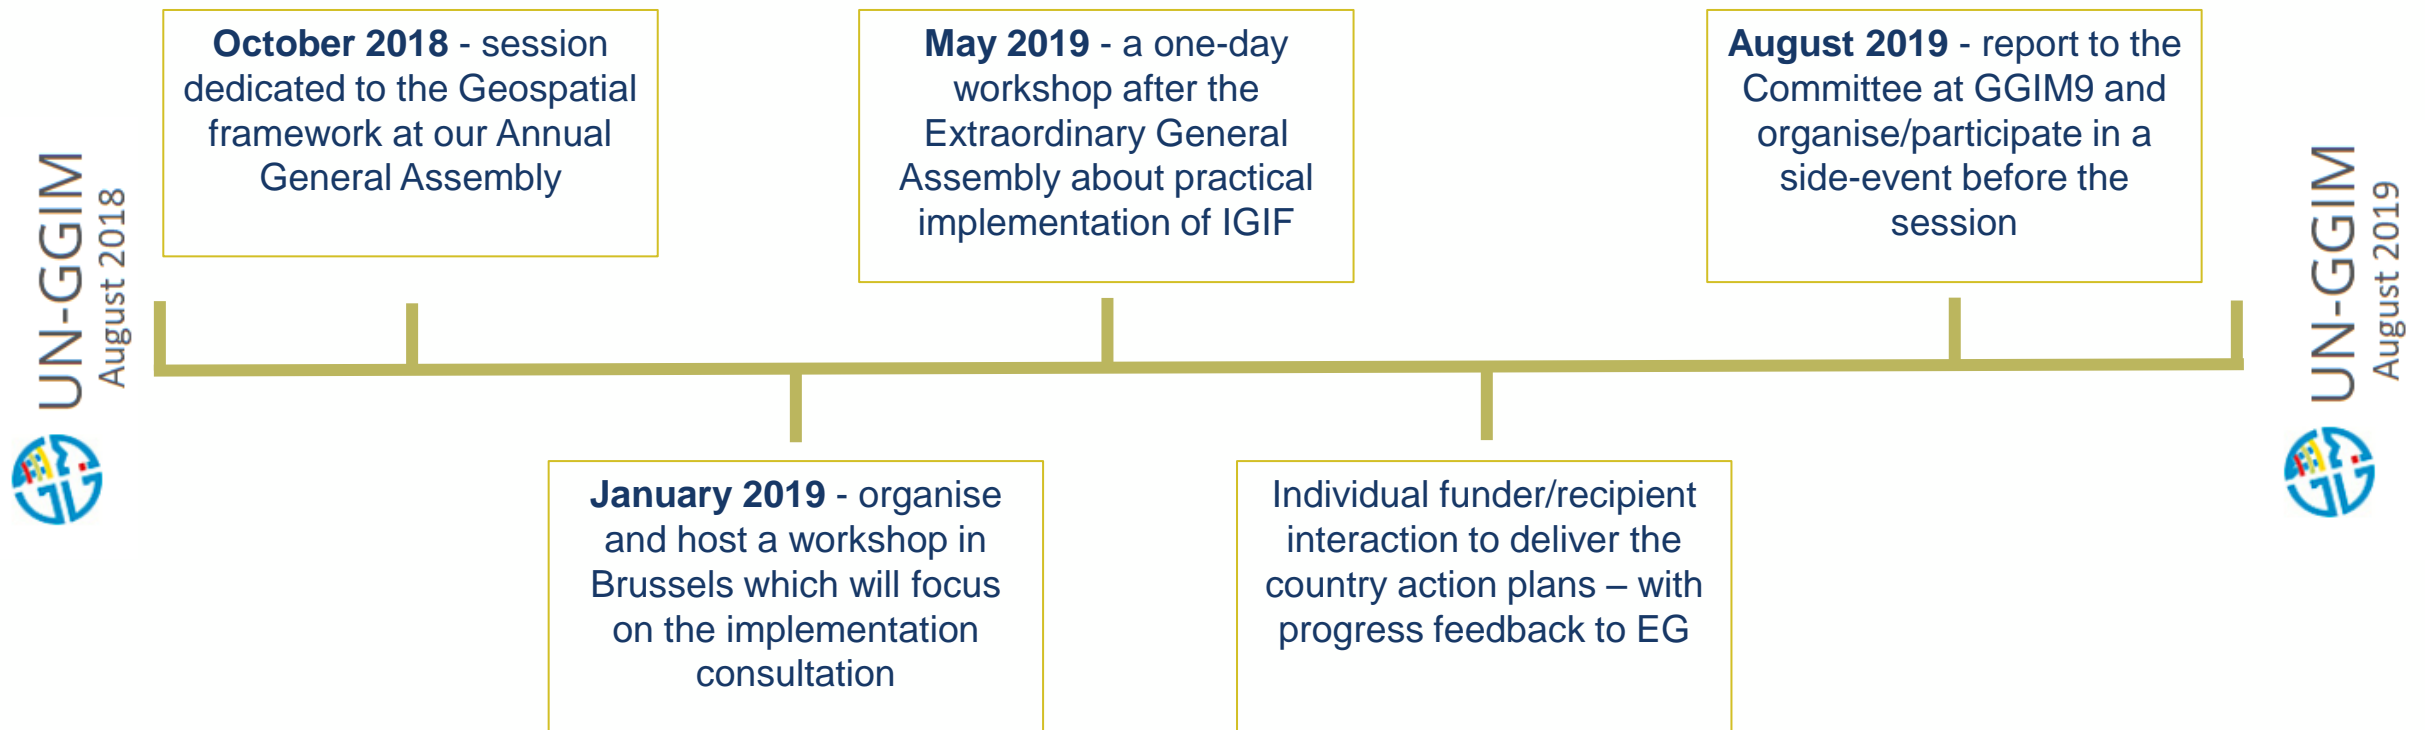 UN-GGIM
August 2018
October 2018 - session
dedicated to the Geospatial
framework at our Annual
General Assembly
January 2019 - organise
and host a workshop in
Brussels which will focus
on the implementation
consultation
May 2019 - a one-day
workshop after the
Extraordinary General
Assembly about practical
implementation of IGIF
Individual funder/recipient
interaction to deliver the
country action plans – with
progress feedback to EG
August 2019 - report to the
Committee at GGIM9 and
organise/participate in a
side-event before the
session
UN-GGIM
August 2019